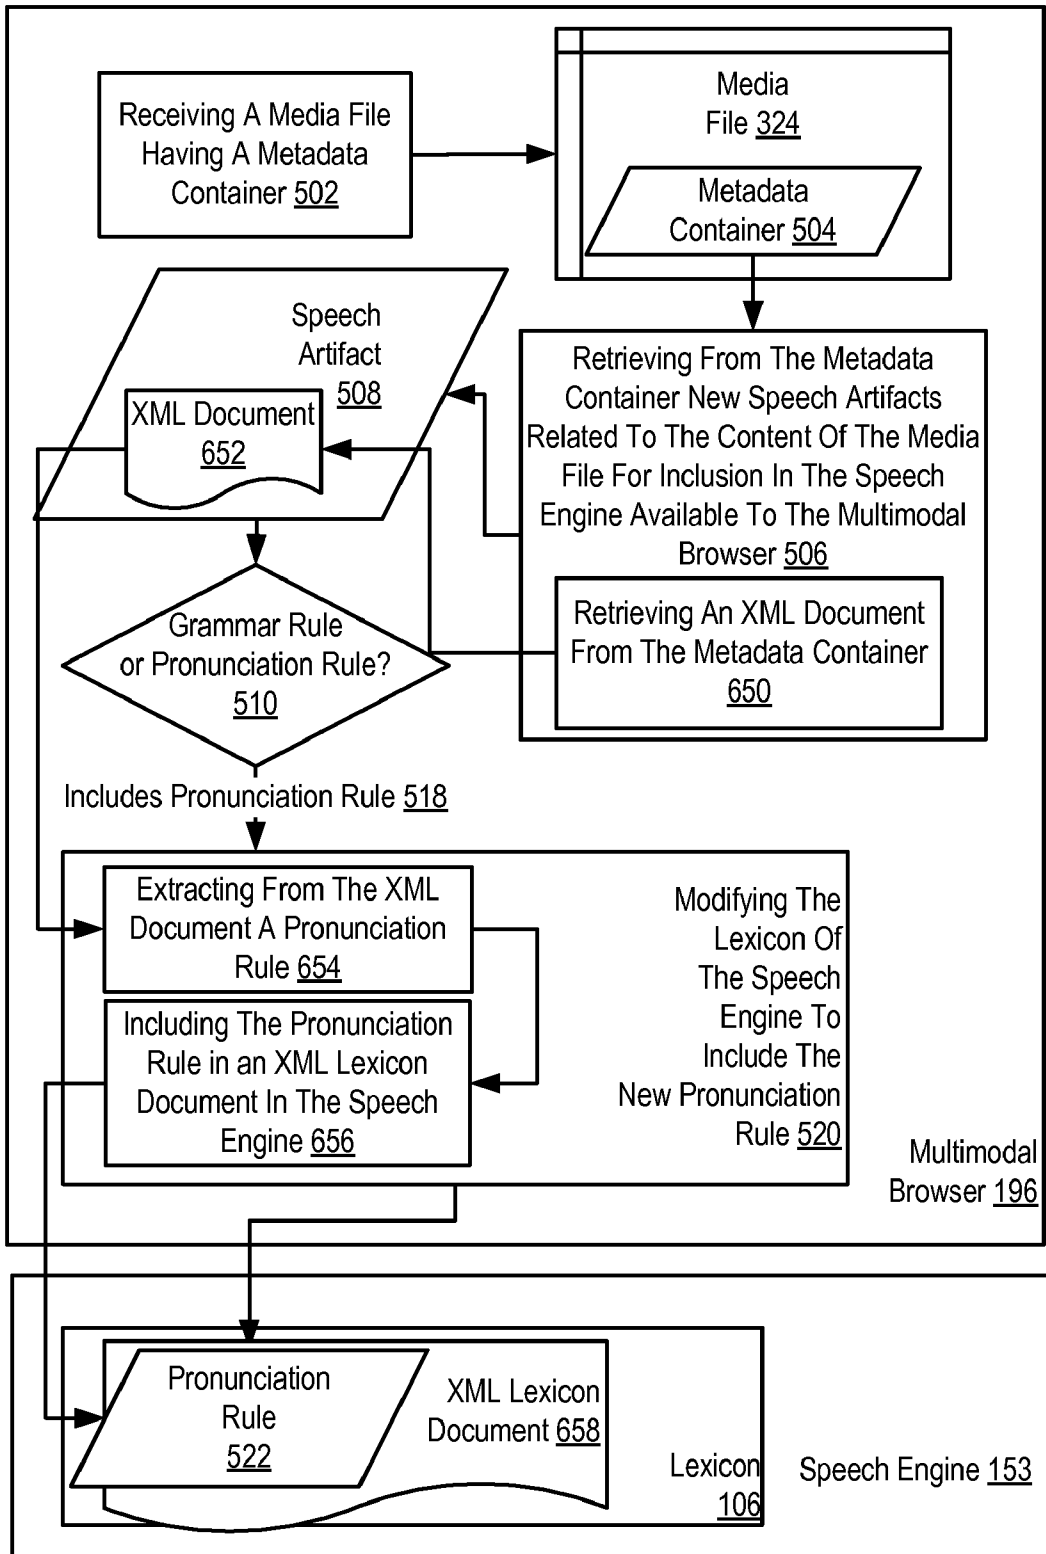 Receiving A Media File
Having A Metadata
Container 502
Media
File 324
Metadata
Container 504
Speech
Artifact
508
XML Document
652
Retrieving From The Metadata
Container New Speech Artifacts
Related To The Content Of The Media
File For Inclusion In The Speech
Engine Available To The Multimodal
Browser 506
Retrieving An XML Document
From The Metadata Container
650
Grammar Rule
or Pronunciation Rule?
510
Includes Pronunciation Rule 518
Extracting From The XML
Document A Pronunciation
Rule 654
Including The Pronunciation
Rule in an XML Lexicon
Document In The Speech
Engine 656
Modifying The
Lexicon Of
The Speech
Engine To
Include The
New Pronunciation
Rule 520
Multimodal
Browser 196
Pronunciation
Rule
522
XML Lexicon
Document 658
Lexicon
106
Speech Engine 153